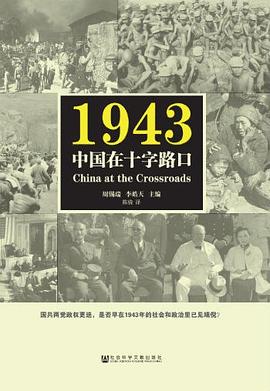 1943
中国在十字路口
China at the Crossroads
周锡瑞 李皓天 主编
陈骁 译
国共两党政权更迭，是否早在1943年的社会和政治里已见端倪？
社会科学文献出版社